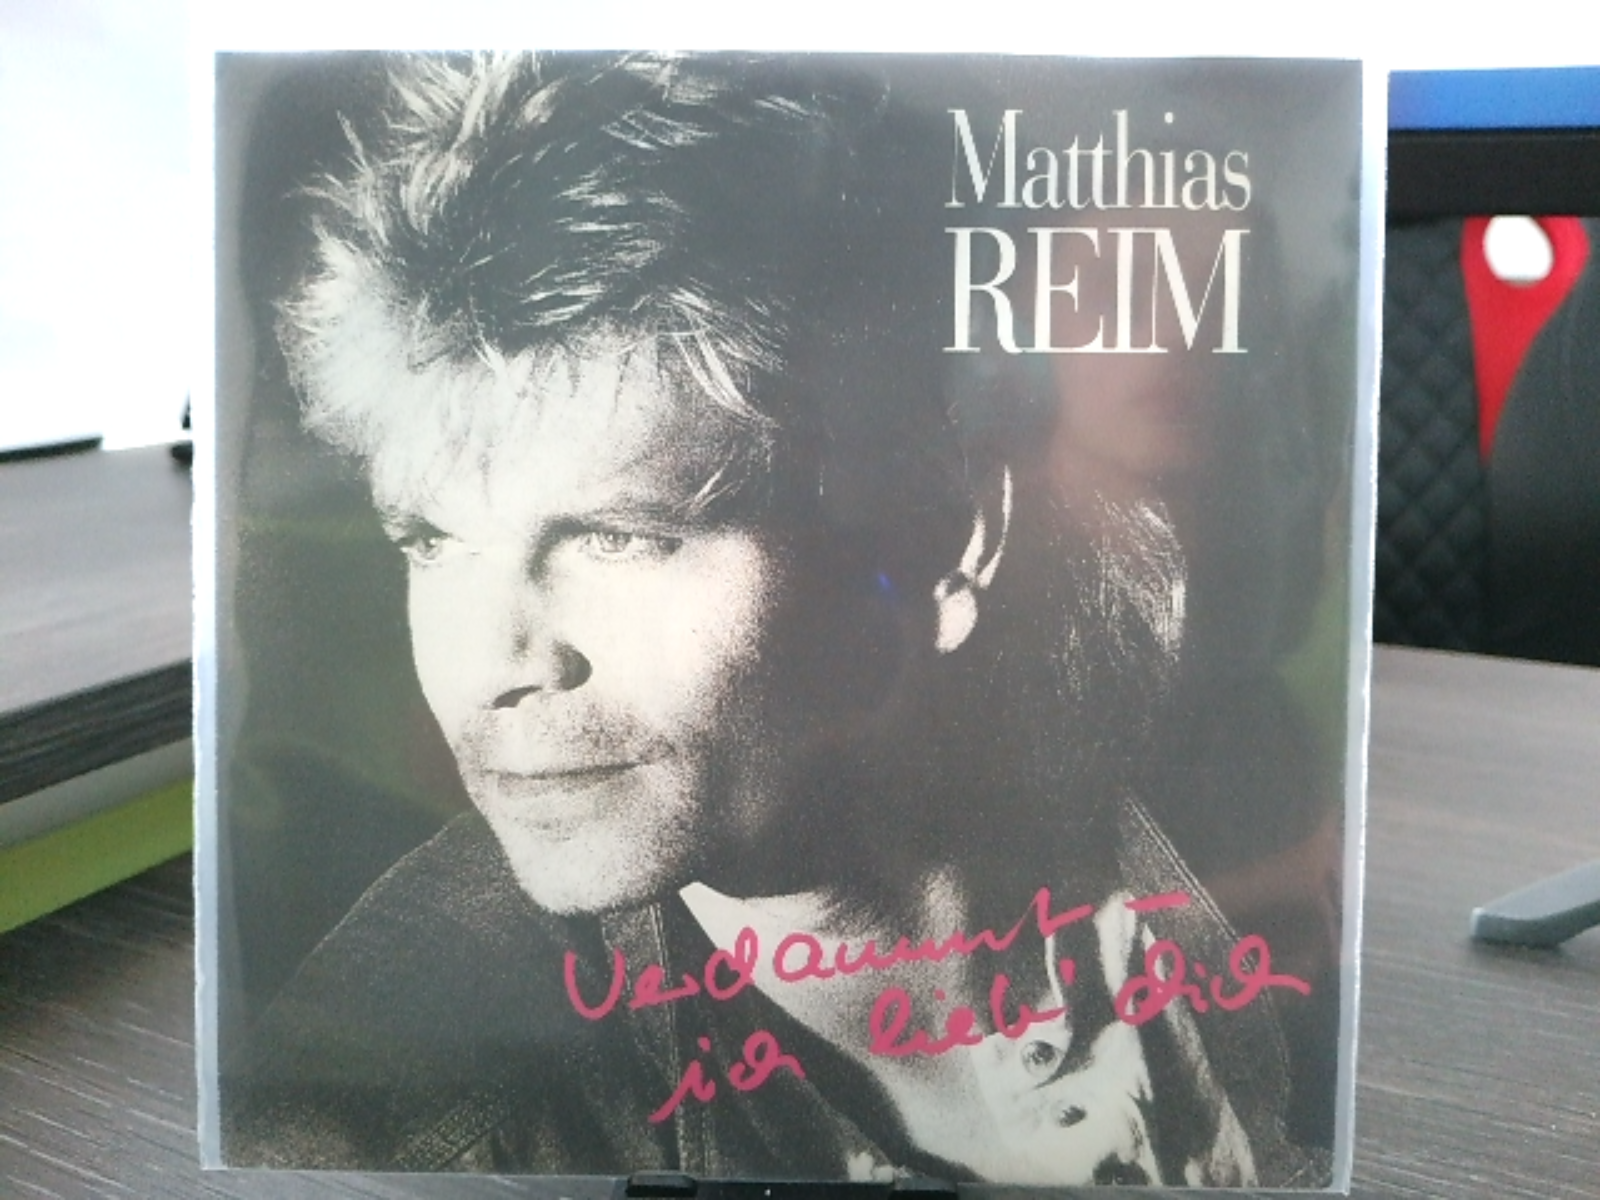 Matthias
REIM
Verdammt -
ich lieb' dich